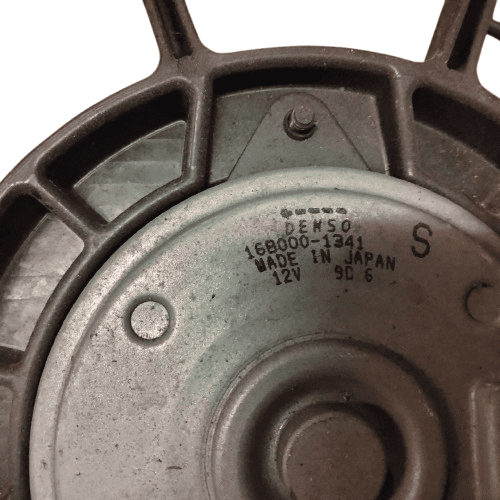 DENSO
168000-1341
MADE IN JAPAN
12V 9D 6
S